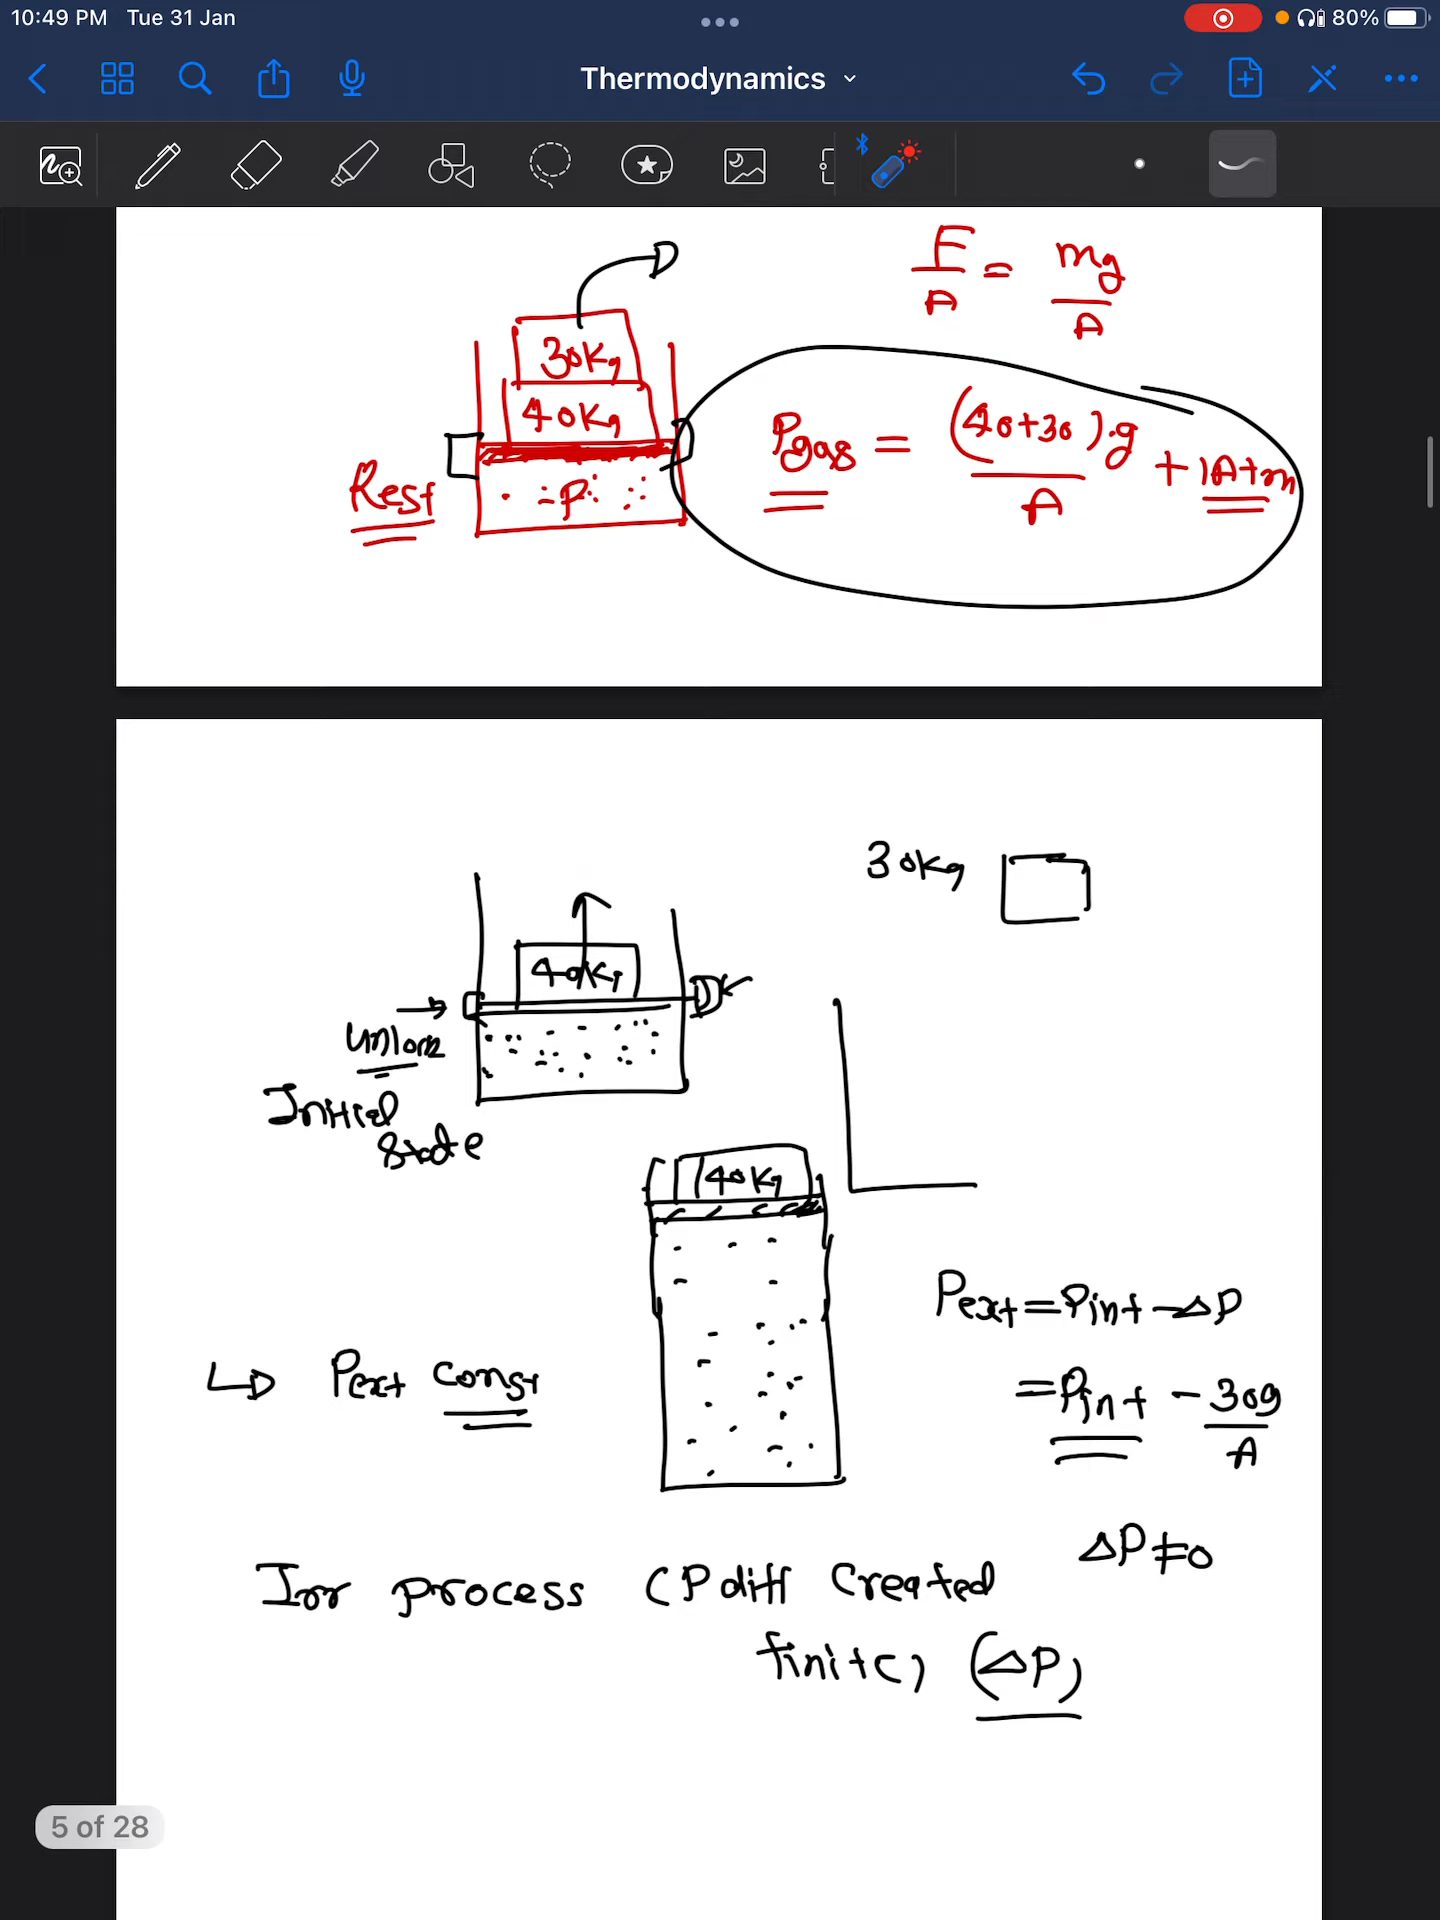 10:49 PM Tue 31 Jan
80%
Thermodynamics
F/A = mg/A
30Kg
40Kg
Rest
P
Pgas = (40+30).g/A + 1Atm
30Kg
40Kg
Unlock
Initial
State
40Kg
Pext = Pint - ΔP
↳ Pext Const
= Pint - 30g/A
ΔP ≠ 0
Irr process (P diff Created
finite) (ΔP)
5 of 28